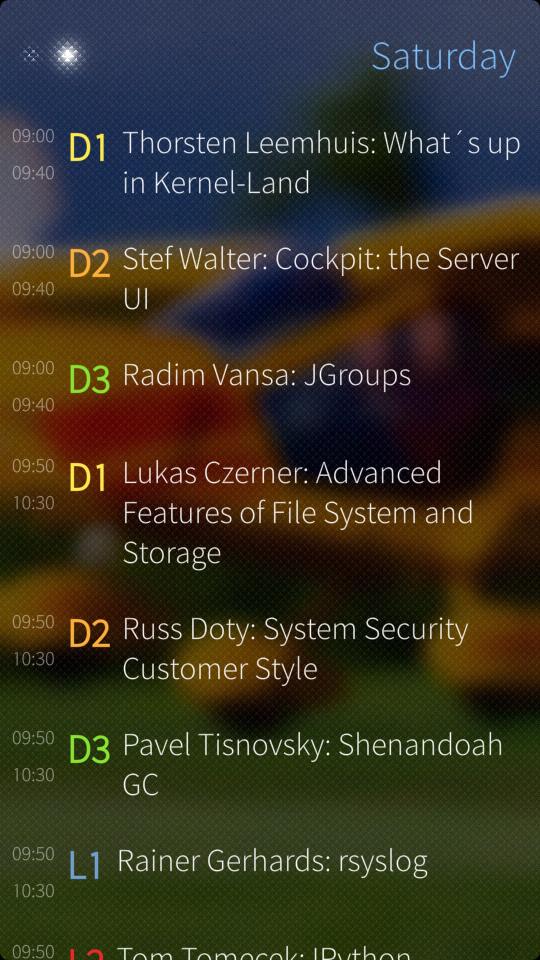 Saturday
09:00
09:40
D1
Thorsten Leemhuis: What´s up
in Kernel-Land
09:00
09:40
D2
Stef Walter: Cockpit: the Server
UI
09:00
09:40
D3
Radim Vansa: JGroups
09:50
10:30
D1
Lukas Czerner: Advanced
Features of File System and
Storage
09:50
10:30
D2
Russ Doty: System Security
Customer Style
09:50
10:30
D3
Pavel Tisnovsky: Shenandoah
GC
09:50
10:30
L1
Rainer Gerhards: rsyslog
09:50
L2
Tom Tomecek: IPython